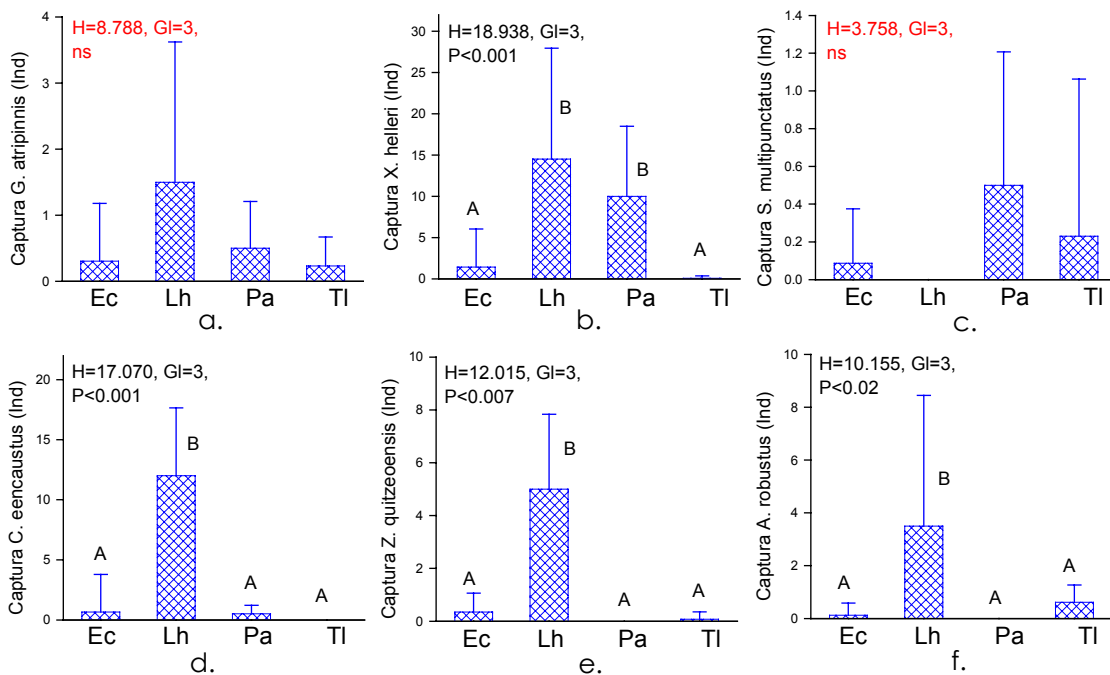 Captura G. atripinnis (Ind)
4
3
2
1
0
H=8.788, Gl=3,
ns
Ec Lh Pa Tl
a.
Captura X. helleri (Ind)
30
25
20
15
10
5
0
H=18.938, Gl=3,
P<0.001
A
B
B
A
Ec Lh Pa Tl
b.
Captura S. multipunctatus (Ind)
1.4
1.2
1.0
0.8
0.6
0.4
0.2
0.0
H=3.758, Gl=3,
ns
Ec Lh Pa Tl
c.
Captura C. eencaustus (Ind)
20
15
10
5
0
H=17.070, Gl=3,
P<0.001
A
B
A
A
Ec Lh Pa Tl
d.
Captura Z. quitzeoensis (Ind)
10
8
6
4
2
0
H=12.015, Gl=3,
P<0.007
A
B
A
A
Ec Lh Pa Tl
e.
Captura A. robustus (Ind)
10
8
6
4
2
0
H=10.155, Gl=3,
P<0.02
A
B
A
A
Ec Lh Pa Tl
f.